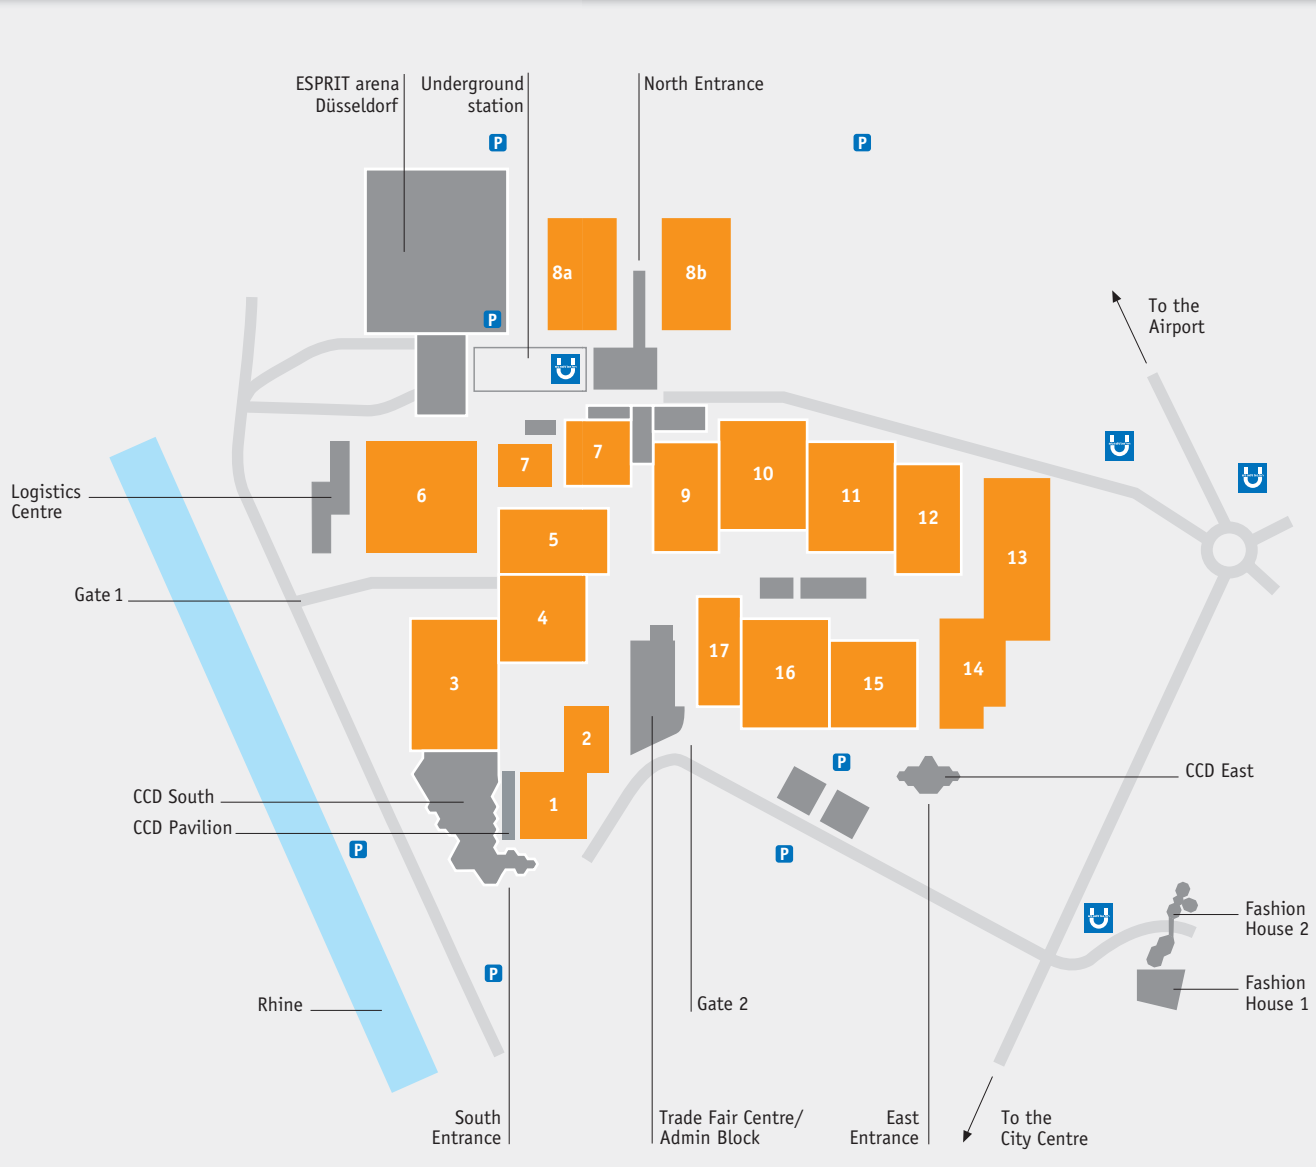 ESPRIT arena
Düsseldorf
Underground
station
North Entrance
P
P
8a
8b
P
To the
Airport
U
U
U
7
7
6
9
10
11
12
13
Logistics
Centre
5
Gate 1
4
17
16
15
14
3
2
1
P
CCD East
CCD South
CCD Pavilion
P
P
U
Fashion
House 2
P
Fashion
House 1
Rhine
Gate 2
South
Entrance
Trade Fair Centre/
Admin Block
East
Entrance
To the
City Centre